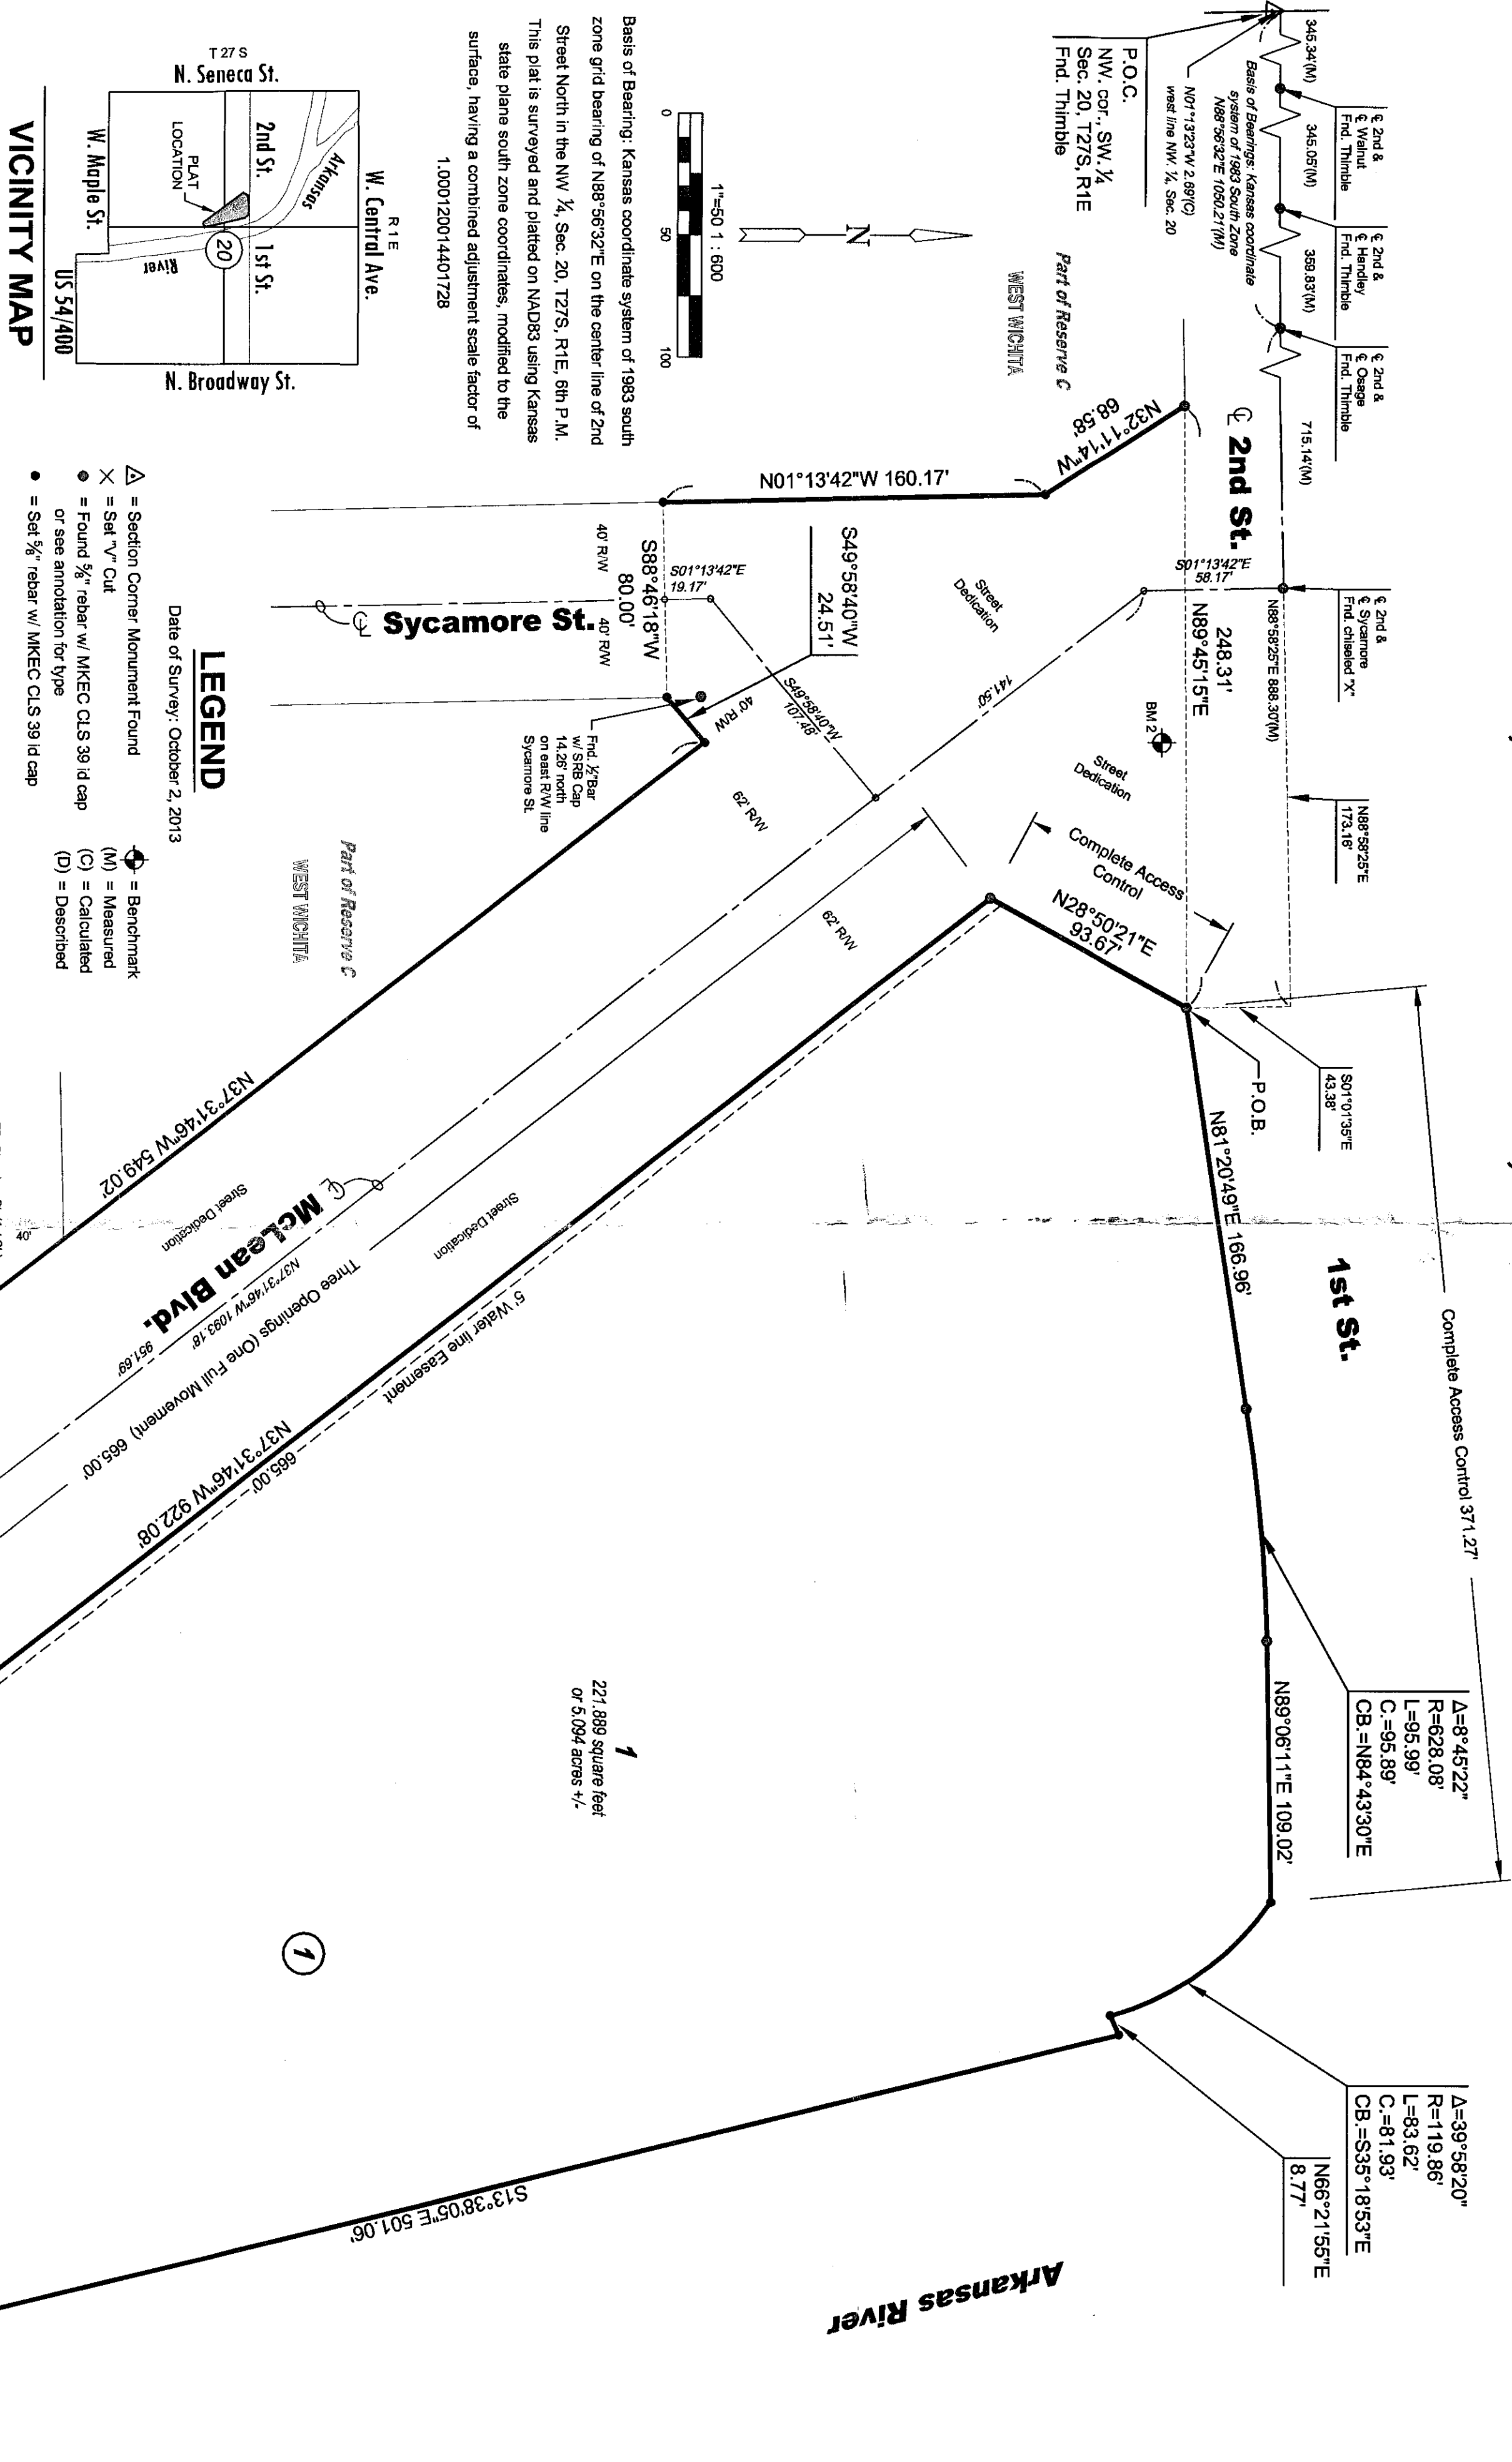 345.34'(M)
345.05'(M)
359.83'(M)
715.14'(M)
℄ 2nd &
℄ Walnut
Fnd. Thimble
℄ 2nd &
℄ Handley
Fnd. Thimble
℄ 2nd &
℄ Osage
Fnd. Thimble
℄ 2nd &
℄ Sycamore
Fnd. chiseled "X"
Basis of Bearings: Kansas coordinate
system of 1983 South Zone
N88°56'32"E 1050.21'(M)
N01°13'23"W 2.69'(C)
west line NW. ¼, Sec. 20
P.O.C.
NW. cor., SW. ¼
Sec. 20, T27S, R1E
Fnd. Thimble
N88°58'25"E 888.30'(M)
N88°58'25"E
173.16'
S01°01'35"E
43.38'
℄ 2nd St.
S01°13'42"E
58.17'
248.31'
N89°45'15"E
BM 2
Street
Dedication
Street
Dedication
Complete Access
Control
N28°50'21"E
93.67'
P.O.B.
N81°20'49"E 166.96'
1st St.
Complete Access Control 371.27'
Δ=8°45'22"
R=628.08'
L=95.99'
C.=95.89'
CB.=N84°43'30"E
N89°06'11"E 109.02'
Δ=39°58'20"
R=119.86'
L=83.62'
C.=81.93'
CB.=S35°18'53"E
N66°21'55"E
8.77'
S13°38'05"E 501.06'
Arkansas River
Part of Reserve C
WEST WICHITA
N32°11'14"W
68.58'
N01°13'42"W 160.17'
S49°58'40"W
24.51'
S01°13'42"E
19.17'
S88°46'18"W
80.00'
40' R/W
40' R/W
℄ Sycamore St.
S49°58'40"W
107.48'
40' R/W
141.50'
62' R/W
62' R/W
Fnd. ½"Bar
w/ SRB Cap
14.26' north
on east R/W line
Sycamore St.
Part of Reserve C
WEST WICHITA
N37°31'46"W 549.02'
Street Dedication
℄ McLean Blvd.
N37°31'46"W 1093.18'
951.69'
Street Dedication
Three Openings (One Full Movement) 665.00'
5' Water line Easement
N37°31'46"W 922.08'
665.00'
40'
1
221.889 square feet
or 5.094 acres +/-
1
N
1"=50 1 : 600
0
50
100
Basis of Bearing: Kansas coordinate system of 1983 south
zone grid bearing of N88°56'32"E on the center line of 2nd
Street North in the NW ¼, Sec. 20, T27S, R1E, 6th P.M.
This plat is surveyed and platted on NAD83 using Kansas
state plane south zone coordinates, modified to the
surface, having a combined adjustment scale factor of
1.000120014401728
R 1 E
W. Central Ave.
T 27 S
N. Seneca St.
2nd St.
Arkansas
1st St.
PLAT
LOCATION
20
River
W. Maple St.
US 54/400
N. Broadway St.
VICINITY MAP
LEGEND
Date of Survey: October 2, 2013
= Section Corner Monument Found
= Set "V" Cut
= Found ⅝" rebar w/ MKEC CLS 39 id cap
or see annotation for type
= Set ⅝" rebar w/ MKEC CLS 39 id cap
= Benchmark
(M) = Measured
(C) = Calculated
(D) = Described